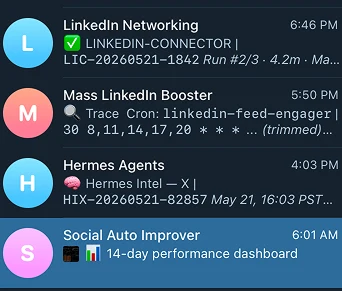 L
LinkedIn Networking 6:46 PM
✅ LINKEDIN-CONNECTOR |
LIC-20260521-1842 Run #2/3 · 4.2m · Ma...
M
Mass LinkedIn Booster 5:50 PM
🔍 Trace Cron: linkedin-feed-engager |
30 8,11,14,17,20 * * * ... (trimmed)...
H
Hermes Agents 4:03 PM
🧠 Hermes Intel — X |
HIX-20260521-82857 May 21, 16:03 PST...
S
Social Auto Improver 6:01 AM
📊 14-day performance dashboard